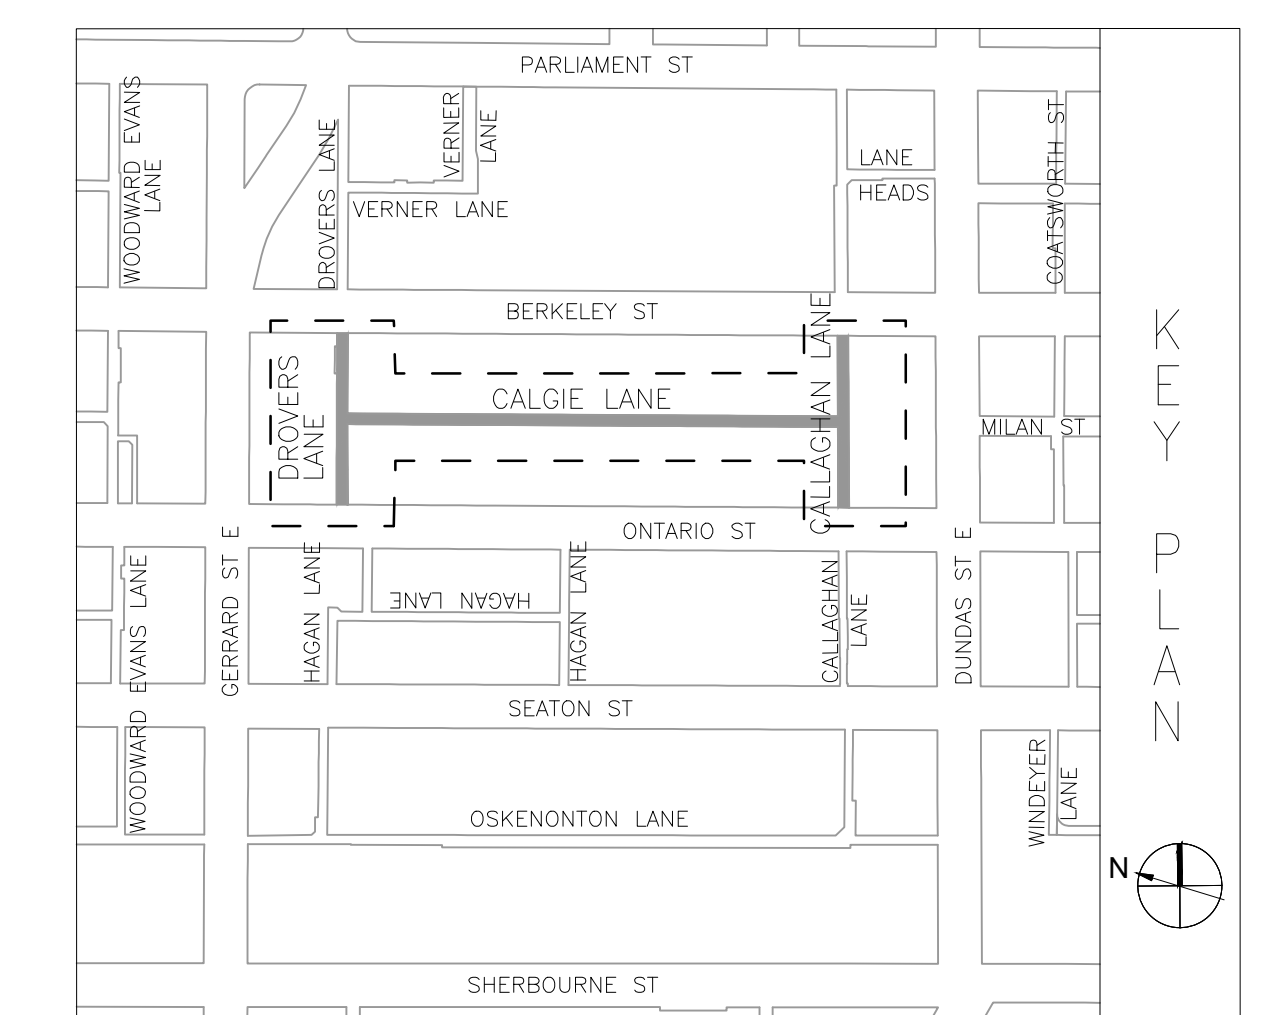 PARLIAMENT ST
WOODWARD EVANS
LANE
DROVERS LANE
VERNER
LANE
VERNER LANE
LANE
HEADS
COATSWORTH ST
BERKELEY ST
DROVERS
LANE
CALGIE LANE
CALLAGHAN LANE
MILAN ST
ONTARIO ST
WOODWARD EVANS LANE
GERRARD ST E
HAGAN LANE
HAGAN LANE
HAGAN LANE
CALLAGHAN
LANE
DUNDAS ST E
SEATON ST
OSKENONTON LANE
WINDEYER
LANE
SHERBOURNE ST
KEY PLAN
N